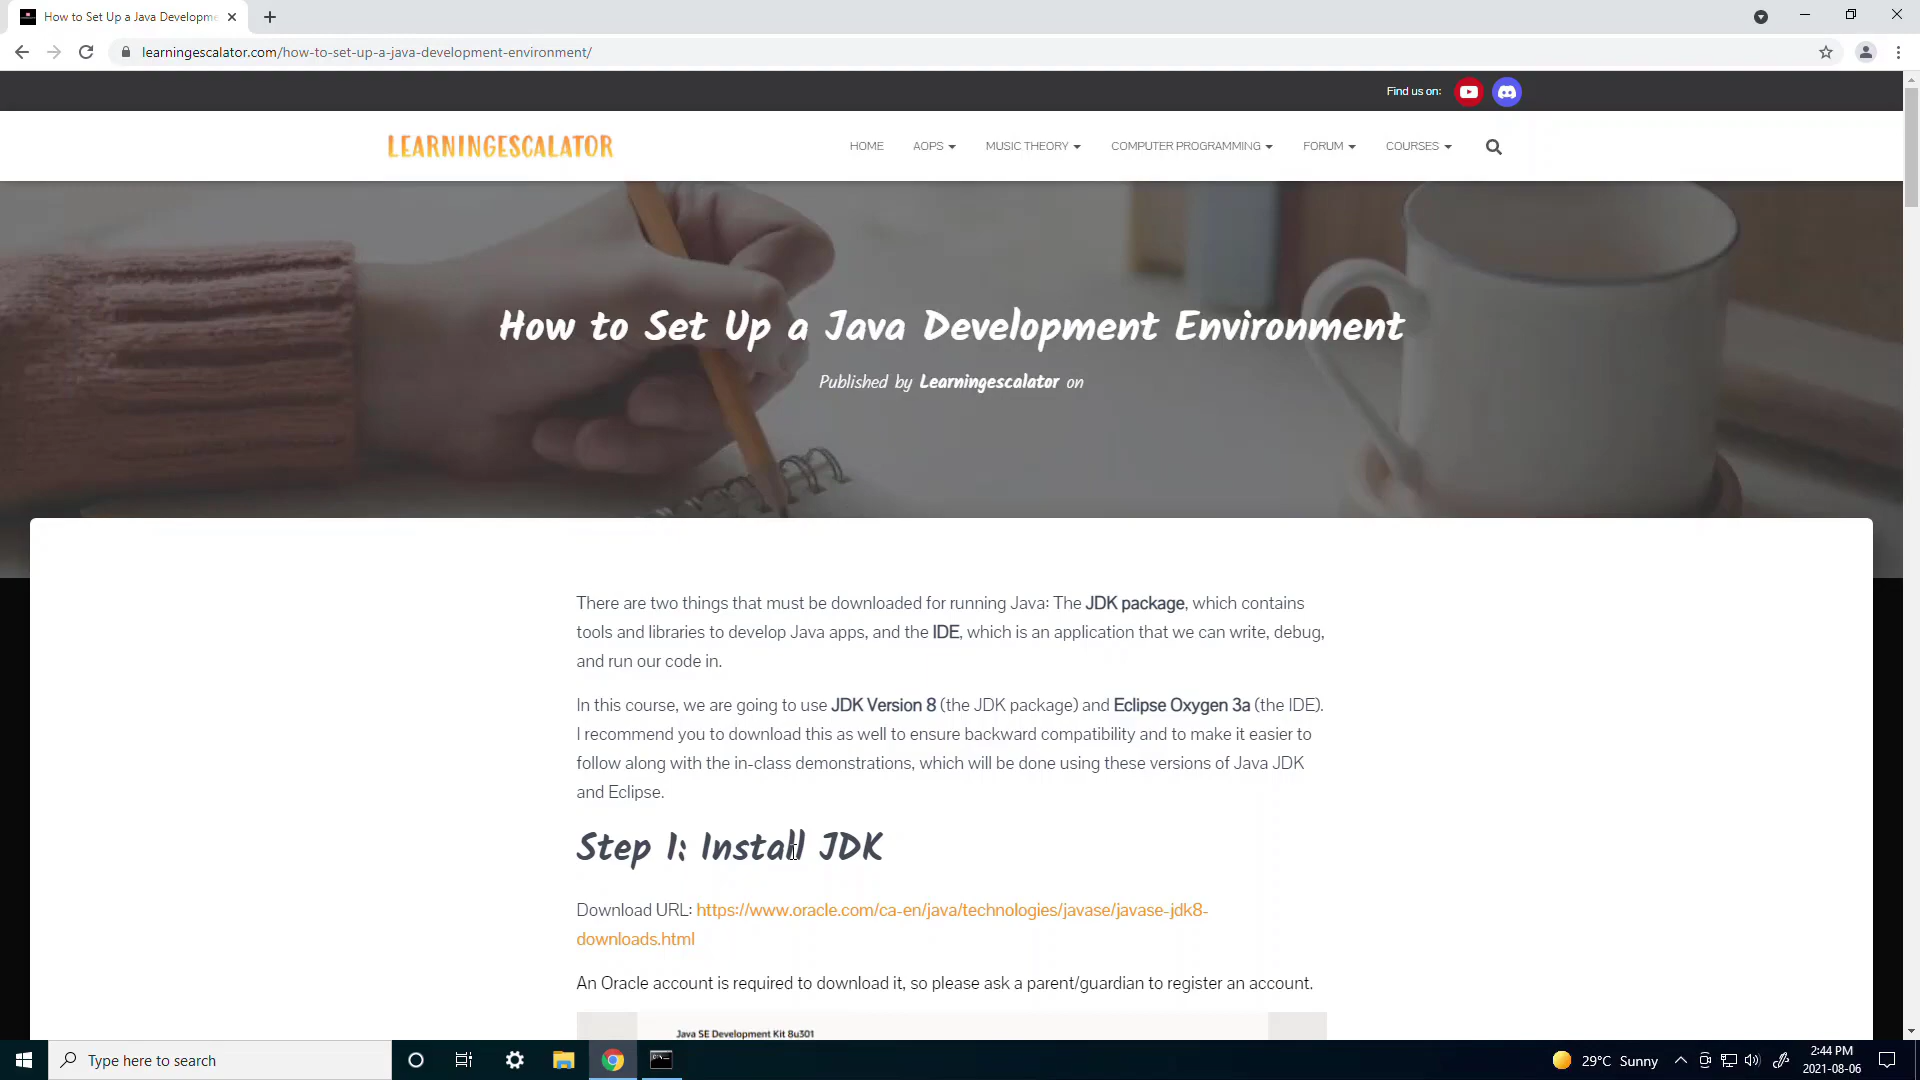 How to Set Up a Java Developme
learningescalator.com/how-to-set-up-a-java-development-environment/
Find us on:
LEARNINGESCALATOR
HOME AOPS MUSIC THEORY COMPUTER PROGRAMMING FORUM COURSES
How to Set Up a Java Development Environment
Published by Learningescalator on
There are two things that must be downloaded for running Java: The JDK package, which contains
tools and libraries to develop Java apps, and the IDE, which is an application that we can write, debug,
and run our code in.
In this course, we are going to use JDK Version 8 (the JDK package) and Eclipse Oxygen 3a (the IDE).
I recommend you to download this as well to ensure backward compatibility and to make it easier to
follow along with the in-class demonstrations, which will be done using these versions of Java JDK
and Eclipse.
Step 1: Install JDK
Download URL: https://www.oracle.com/ca-en/java/technologies/javase/javase-jdk8-
downloads.html
An Oracle account is required to download it, so please ask a parent/guardian to register an account.
Java SE Development Kit 8u301
Type here to search
29°C Sunny
2:44 PM
2021-08-06